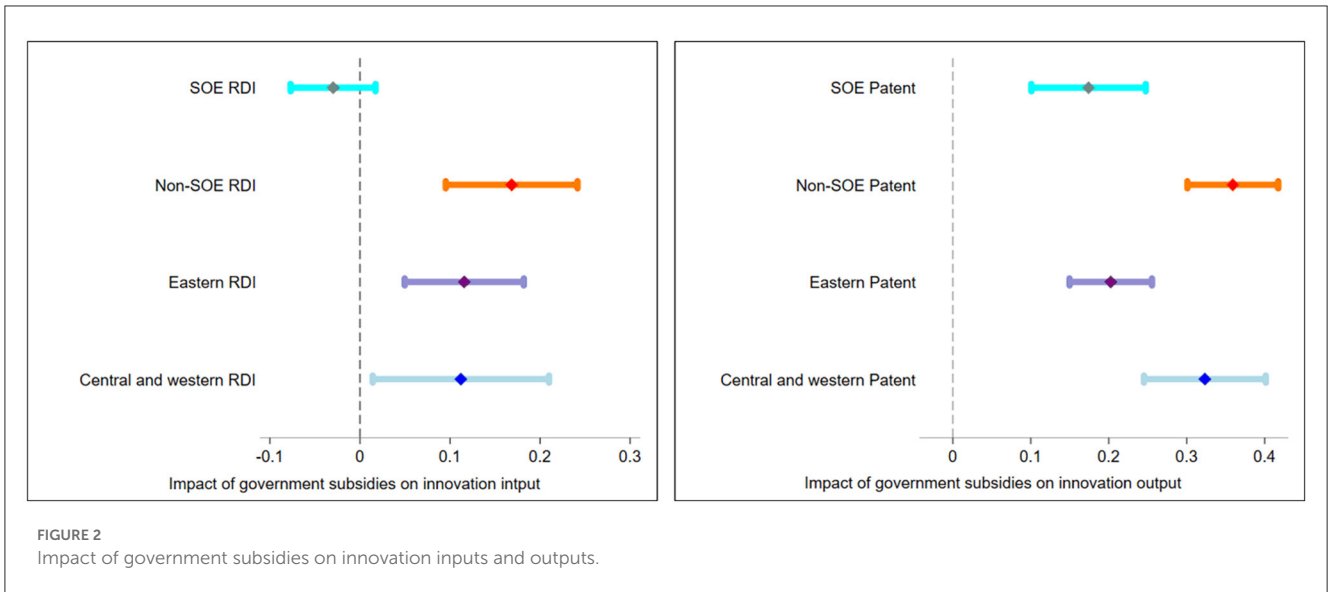 SOE RDI
Non-SOE RDI
Eastern RDI
Central and western RDI
-0.1 0 0.1 0.2 0.3
Impact of government subsidies on innovation intput
SOE Patent
Non-SOE Patent
Eastern Patent
Central and western Patent
0 0.1 0.2 0.3 0.4
Impact of government subsidies on innovation output
FIGURE 2
Impact of government subsidies on innovation inputs and outputs.